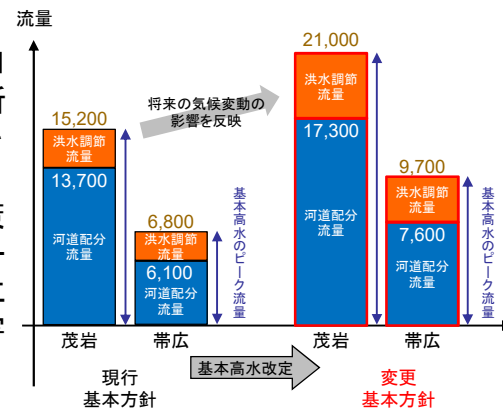 流量
21,000
洪水調節
流量
17,300
河道配分
流量
将来の気候変動の
影響を反映
15,200
洪水調節
流量
13,700
河道配分
流量
6,800
洪水調節
流量
6,100
河道配分
流量
基本高水のピーク流量
9,700
洪水調節
流量
7,600
河道配分
流量
基本高水のピーク流量
茂岩
帯広
茂岩
帯広
現行
基本方針
基本高水改定
変更
基本方針